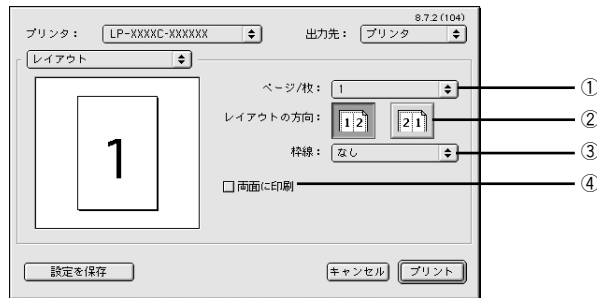 8.7.2 (104)
プリンタ： LP-XXXXC-XXXXXX 出力先： プリンタ
レイアウト
ページ/枚： 1 ①
レイアウトの方向： 1 2 2 1 ②
枠線： なし ③
両面に印刷 ④
1
設定を保存 キャンセル プリント